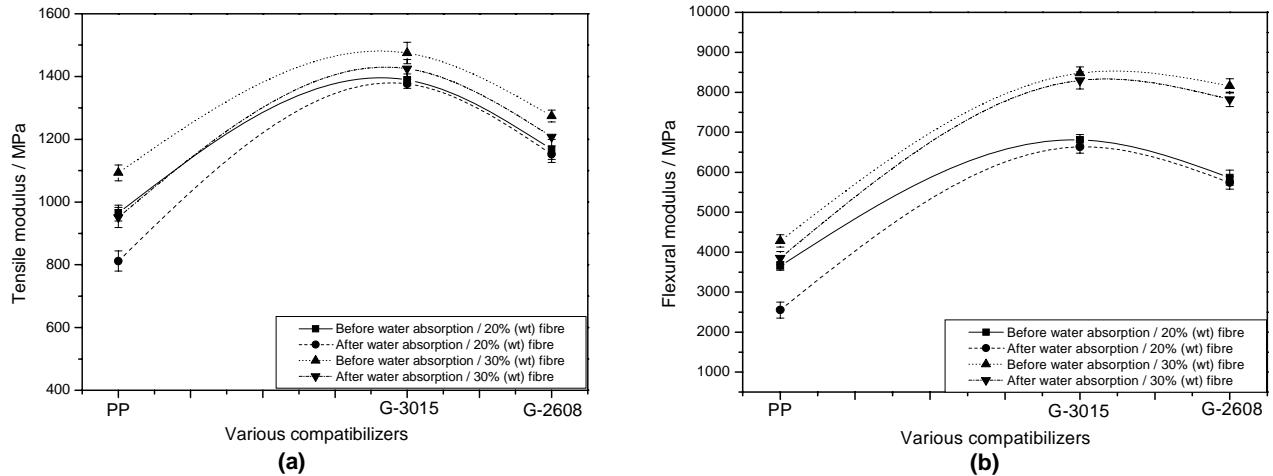 Tensile modulus / MPa
1600
1400
1200
1000
800
600
400
Before water absorption / 20% (wt) fibre
After water absorption / 20% (wt) fibre
Before water absorption / 30% (wt) fibre
After water absorption / 30% (wt) fibre
PP
G-3015
G-2608
Various compatibilizers
(a)
Flexural modulus / MPa
10000
9000
8000
7000
6000
5000
4000
3000
2000
1000
Before water absorption / 20% (wt) fibre
After water absorption / 20% (wt) fibre
Before water absorption / 30% (wt) fibre
After water absorption / 30% (wt) fibre
PP
G-3015
G-2608
Various compatibilizers
(b)